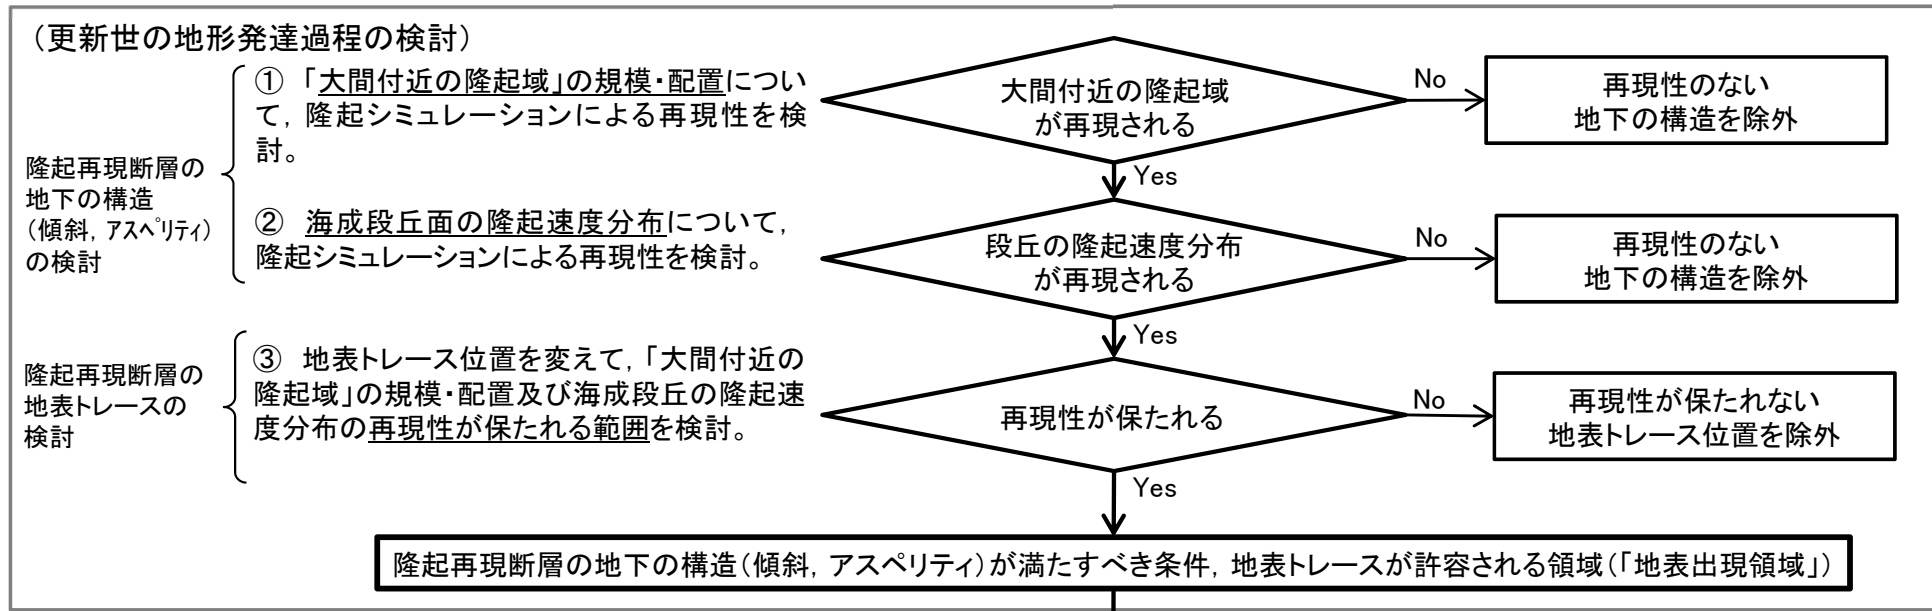 （更新世の地形発達過程の検討）
隆起再現断層の
地下の構造
（傾斜，ｱｽﾍﾟﾘﾃｨ）
の検討
① 「大間付近の隆起域」の規模・配置につい
て，隆起シミュレーションによる再現性を検
討。
② 海成段丘面の隆起速度分布について，
隆起シミュレーションによる再現性を検討。
隆起再現断層の
地表トレースの
検討
③ 地表トレース位置を変えて，「大間付近の
隆起域」の規模・配置及び海成段丘の隆起速
度分布の再現性が保たれる範囲を検討。
大間付近の隆起域
が再現される
No
再現性のない
地下の構造を除外
Yes
段丘の隆起速度分布
が再現される
No
再現性のない
地下の構造を除外
Yes
再現性が保たれる
No
再現性が保たれない
地表トレース位置を除外
Yes
隆起再現断層の地下の構造（傾斜，アスペリティ）が満たすべき条件，地表トレースが許容される領域（「地表出現領域」）